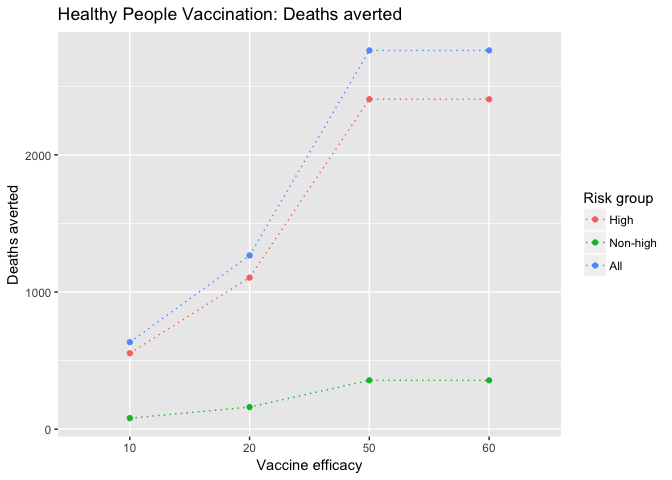 Healthy People Vaccination: Deaths averted
Deaths averted
2000
1000
0
10
20
50
60
Vaccine efficacy
Risk group
High
Non-high
All